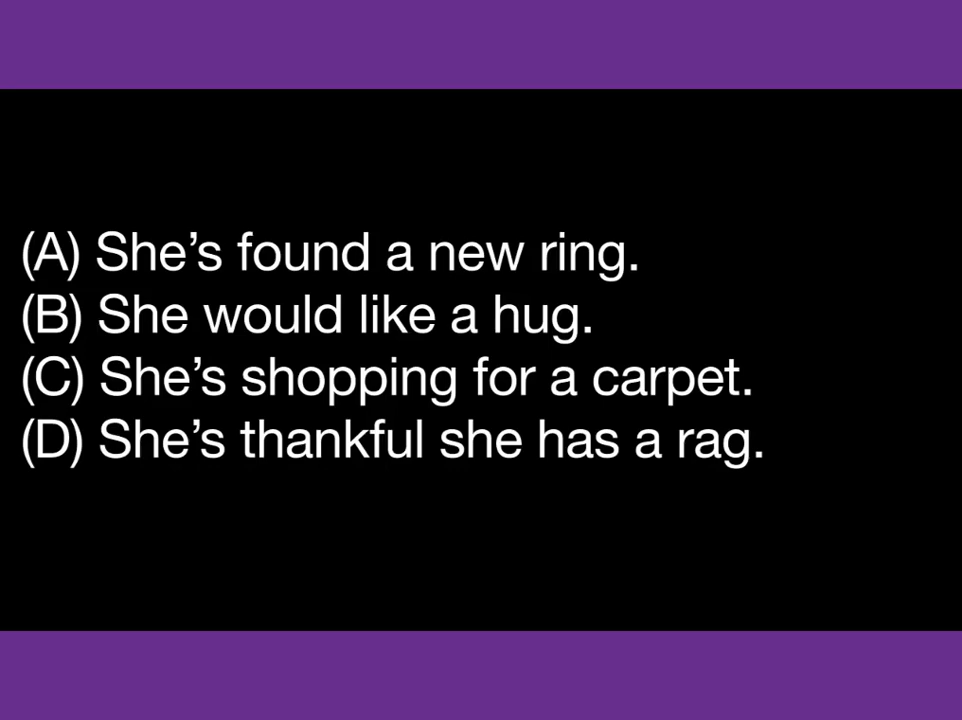 (A) She’s found a new ring.
(B) She would like a hug.
(C) She’s shopping for a carpet.
(D) She’s thankful she has a rag.